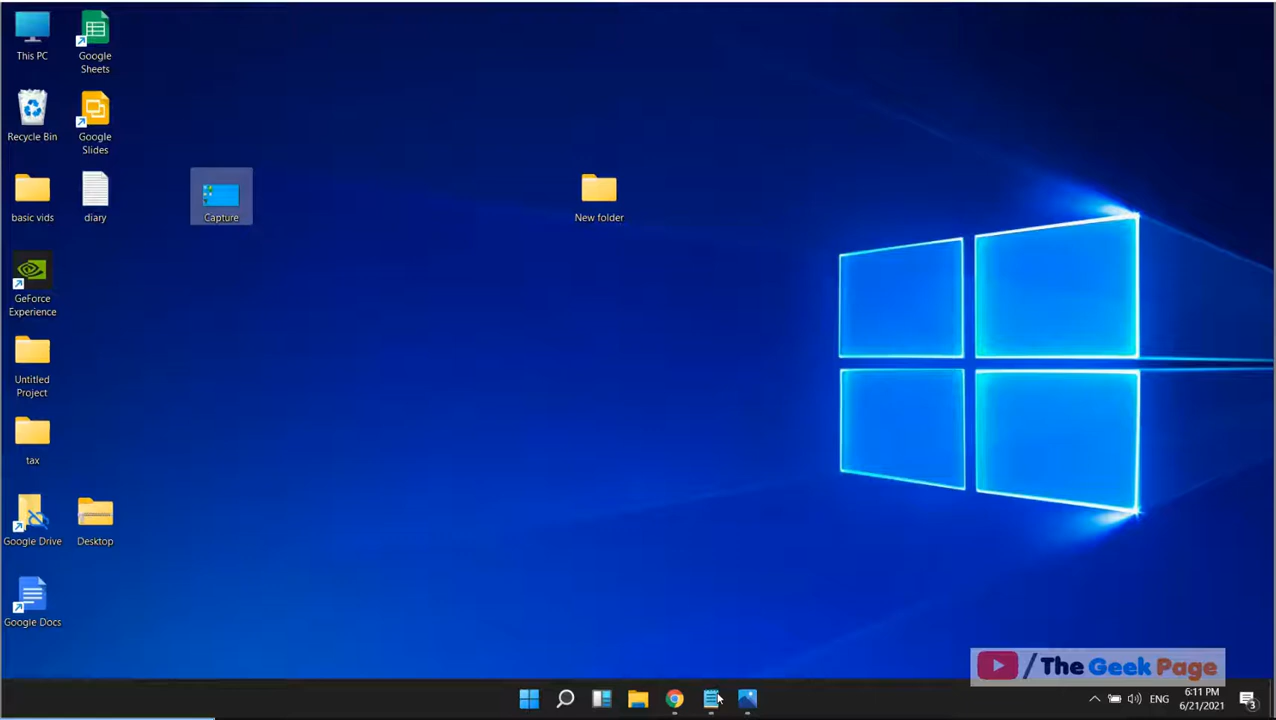 This PC
Google
Sheets
Recycle Bin
Google
Slides
basic vids
diary
Capture
New folder
GeForce
Experience
Untitled
Project
tax
Google Drive
Desktop
Google Docs
/The Geek Page
ENG
6:11 PM
6/21/2021
3